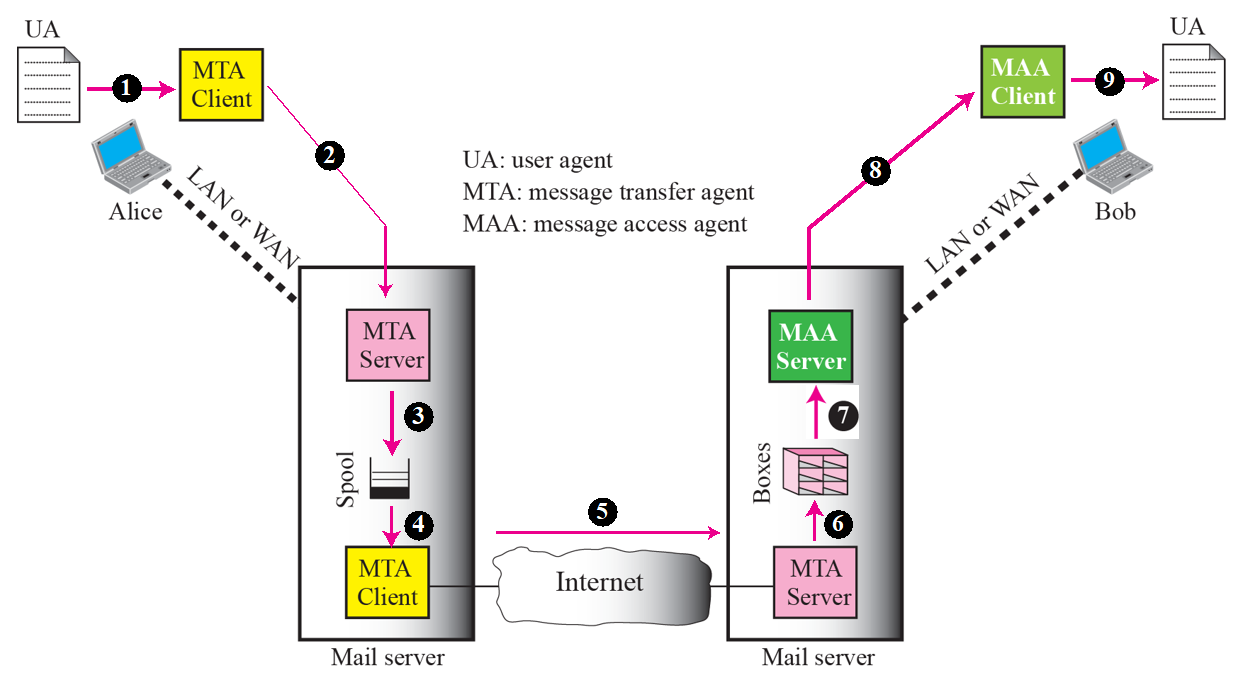 UA
1
MTA
Client
2
Alice
LAN or WAN
UA: user agent
MTA: message transfer agent
MAA: message access agent
MTA
Server
3
Spool
4
MTA
Client
Mail server
5
Internet
MAA
Client
9
UA
8
Bob
LAN or WAN
MAA
Server
7
Boxes
6
MTA
Server
Mail server